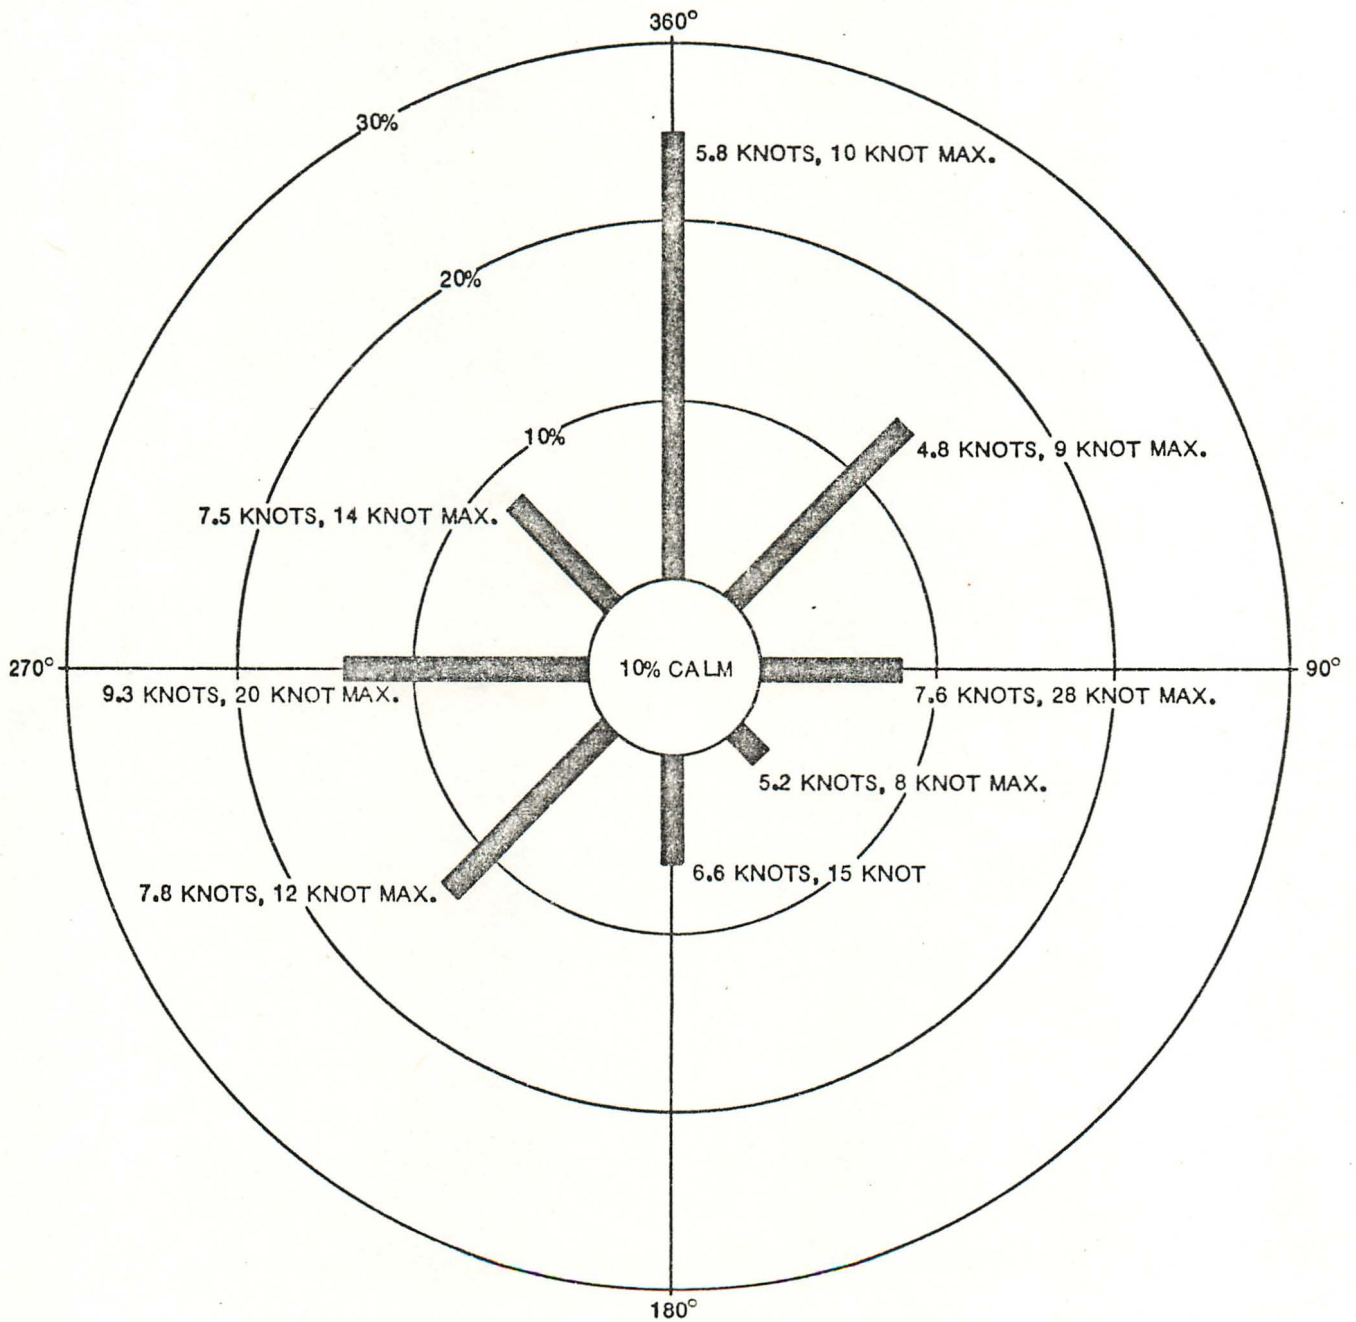 360°
30%
5.8 KNOTS, 10 KNOT MAX.
20%
10%
4.8 KNOTS, 9 KNOT MAX.
7.5 KNOTS, 14 KNOT MAX.
270°
10% CALM
90°
9.3 KNOTS, 20 KNOT MAX.
7.6 KNOTS, 28 KNOT MAX.
5.2 KNOTS, 8 KNOT MAX.
6.6 KNOTS, 15 KNOT
7.8 KNOTS, 12 KNOT MAX.
180°